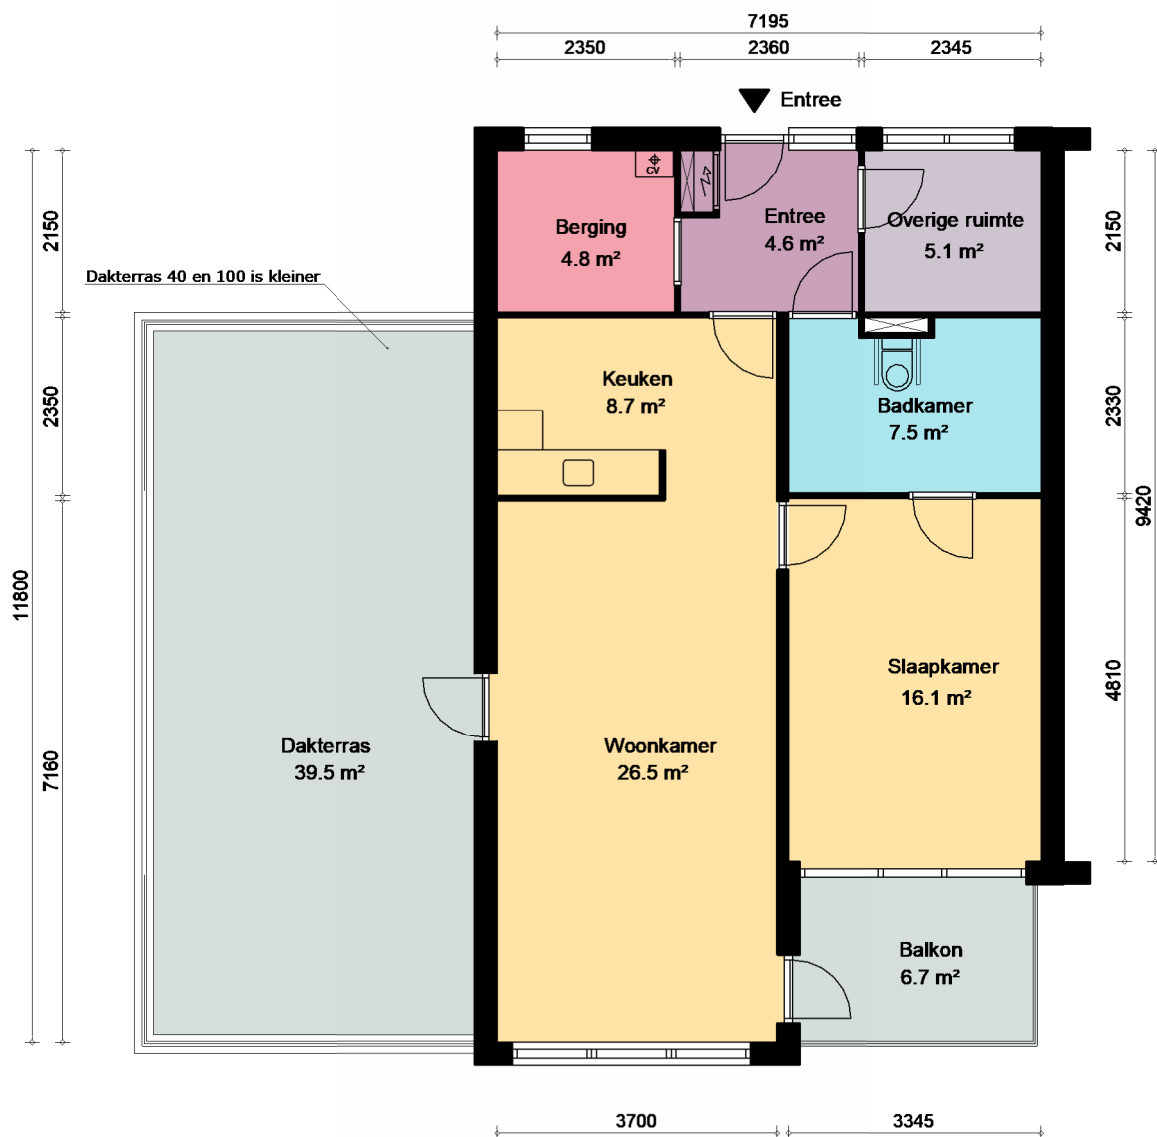 7195
2350 2360 2345
Entree
CV
2150
Berging
4.8 m²
Entree
4.6 m²
Overige ruimte
5.1 m²
2150
Dakterras 40 en 100 is kleiner
2350
Keuken
8.7 m²
Badkamer
7.5 m²
2330
9420
11800
Slaapkamer
16.1 m²
4810
Dakterras
39.5 m²
Woonkamer
26.5 m²
7160
Balkon
6.7 m²
3700 3345